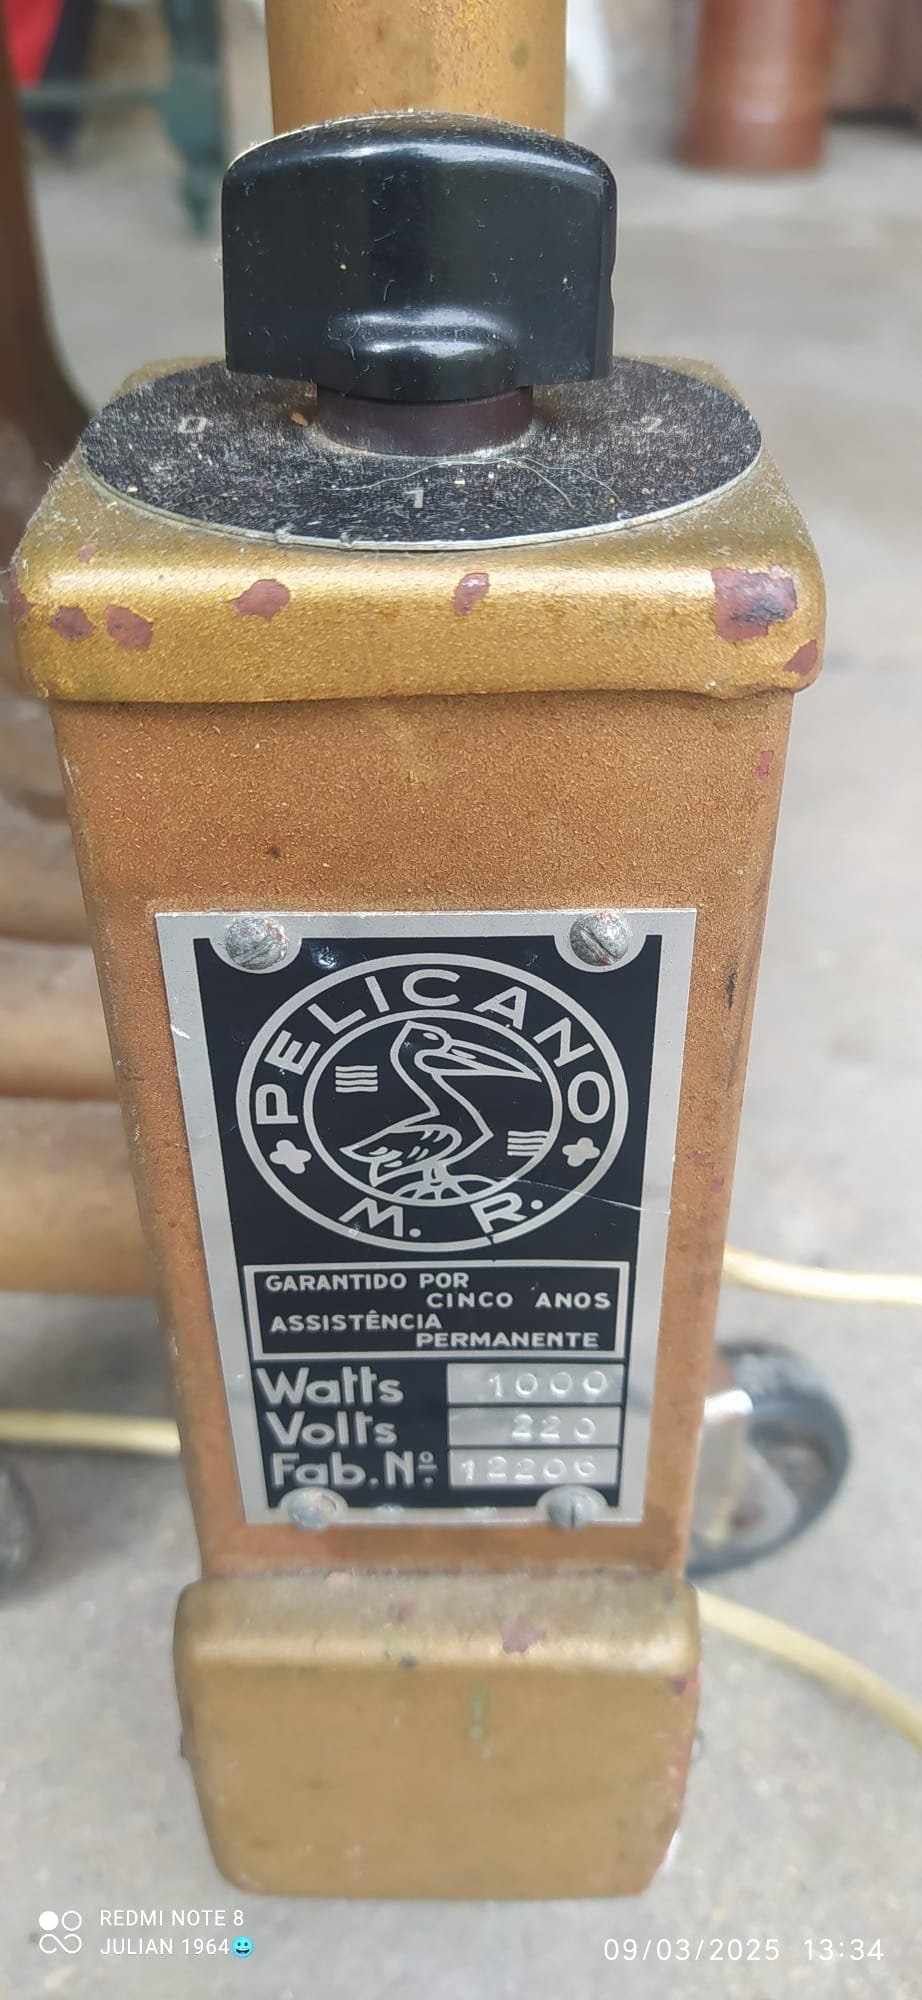 0
1
2
PELICANO
M. R.
GARANTIDO POR
CINCO ANOS
ASSISTÊNCIA
PERMANENTE
Watts 1000
Volts 220
Fab. Nº 12206
REDMI NOTE 8
JULIAN 1964😀
09/03/2025 13:34